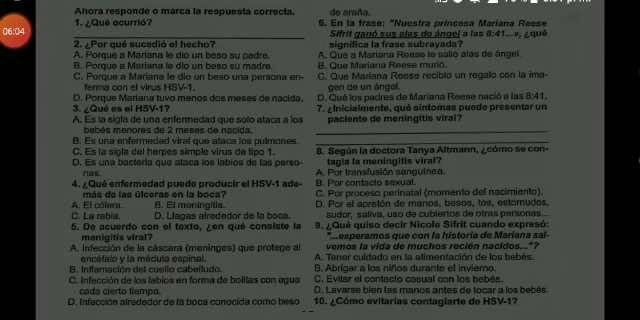 06:04
Ahora responde o marca la respuesta correcta.
1. ¿Qué ocurrió?
2. ¿Por qué sucedió el hecho?
A. Porque a Mariana le dio un beso su padre.
B. Porque a Mariana le dio un beso su madre.
C. Porque a Mariana le dio un beso una persona en-
ferma con el virus HSV-1.
D. Porque Mariana tuvo menos dos meses de nacida.
3. ¿Qué es el HSV-1?
A. Es la sigla de una enfermedad que solo ataca a los
bebés menores de 2 meses de nacida.
B. Es una enfermedad viral que ataca los pulmones.
C. Es la sigla del herpes simple virus de tipo 1.
D. Es una bacteria que ataca los labios de las perso-
nas.
4. ¿Qué enfermedad puede producir el HSV-1 ade-
más de las úlceras en la boca?
A. El cólera. B. El meningitis.
C. La rabia. D. Llagas alrededor de la boca.
5. De acuerdo con el texto, ¿en qué consiste la
menigitis viral?
A. Infección de la cáscara (meninges) que protege al
encéfalo y la médula espinal.
B. Inflamación del cuello cabelludo.
C. Infección de los labios en forma de bolitas con agua
cada cierto tiempo.
D. Infección alrededor de la boca conocida como beso
de araña.
6. En la frase: "Nuestra princesa Mariana Reese
Sifrit ganó sus alas de ángel a las 8:41...», ¿qué
significa la frase subrayada?
A. Que a Mariana Reese le salió alas de ángel.
B. Que Mariana Reese murió.
C. Que Mariana Reese recibió un regalo con la ima-
gen de un ángel.
D. Qué los padres de Mariana Reese nació a las 8:41.
7. ¿Inicialmente, qué síntomas puede presentar un
paciente de meningitis viral?
8. Según la doctora Tanya Altmann, ¿cómo se con-
tagia la meningitis viral?
A. Por transfusión sanguínea.
B. Por contacto sexual.
C. Por proceso perinatal (momento del nacimiento).
D. Por el apretón de manos, besos, tos, estornudos,
sudor, saliva, uso de cubiertos de otras personas...
9. ¿Qué quiso decir Nicole Sifrit cuando expresó:
"...esperamos que con la historia de Mariana sal-
vemos la vida de muchos recién nacidos..."?
A. Tener cuidado en la alimentación de los bebés.
B. Abrigar a los niños durante el invierno.
C. Evitar el contacto casual con los bebés.
D. Lavarse bien las manos antes de tocar a los bebés.
10. ¿Cómo evitarías contagiarte de HSV-1?